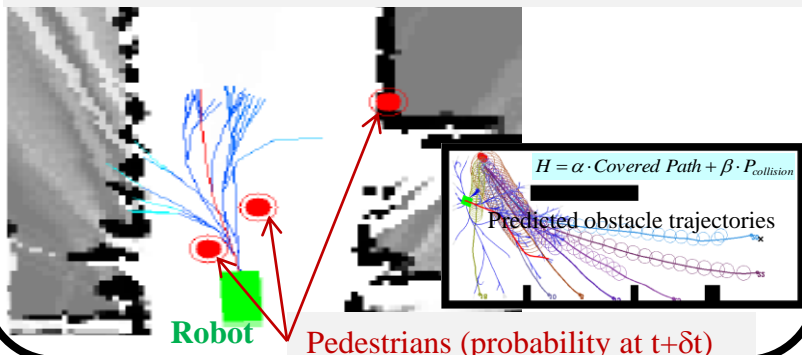 H = α · Covered Path + β · P_collision
Predicted obstacle trajectories
Robot
Pedestrians (probability at t+δt)